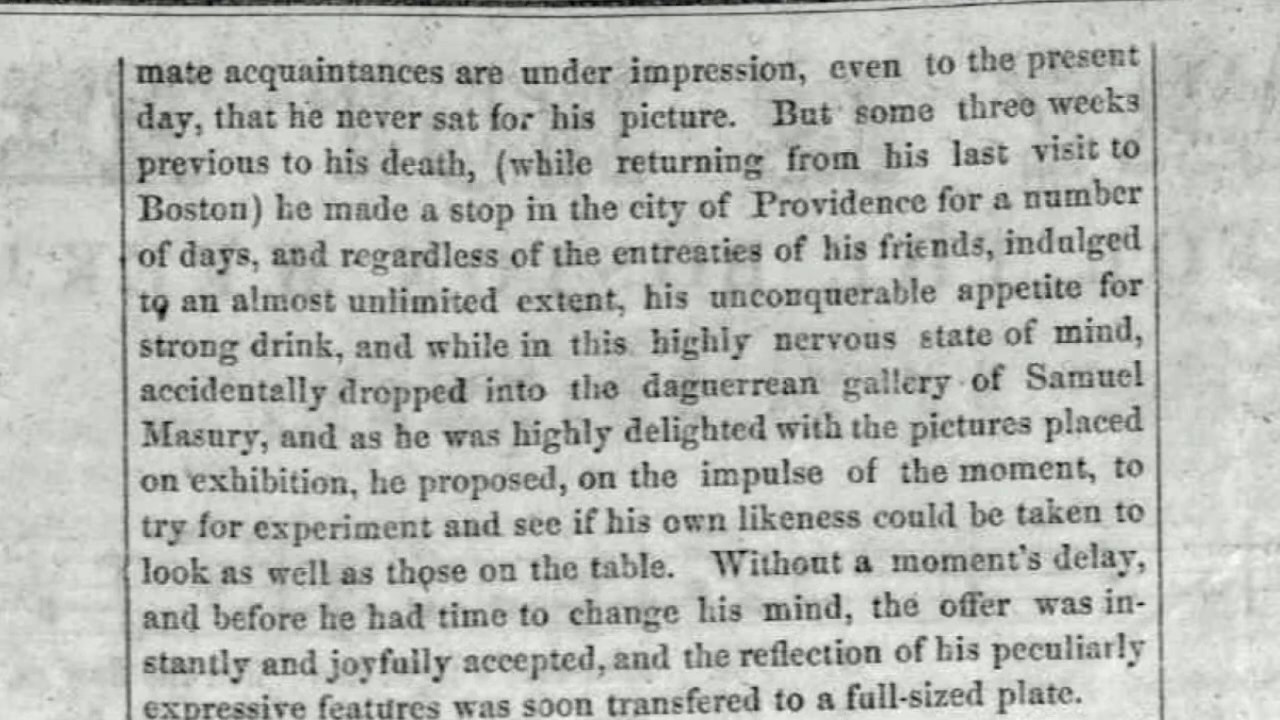 mate acquaintances are under impression, even to the present
day, that he never sat for his picture. But some three weeks
previous to his death, (while returning from his last visit to
Boston) he made a stop in the city of Providence for a number
of days, and regardless of the entreaties of his friends, indulged
to an almost unlimited extent, his unconquerable appetite for
strong drink, and while in this highly nervous state of mind,
accidentally dropped into the daguerrean gallery of Samuel
Masury, and as he was highly delighted with the pictures placed
on exhibition, he proposed, on the impulse of the moment, to
try for experiment and see if his own likeness could be taken to
look as well as those on the table. Without a moment's delay,
and before he had time to change his mind, the offer was in-
stantly and joyfully accepted, and the reflection of his peculiarly
expressive features was soon transfered to a full-sized plate.